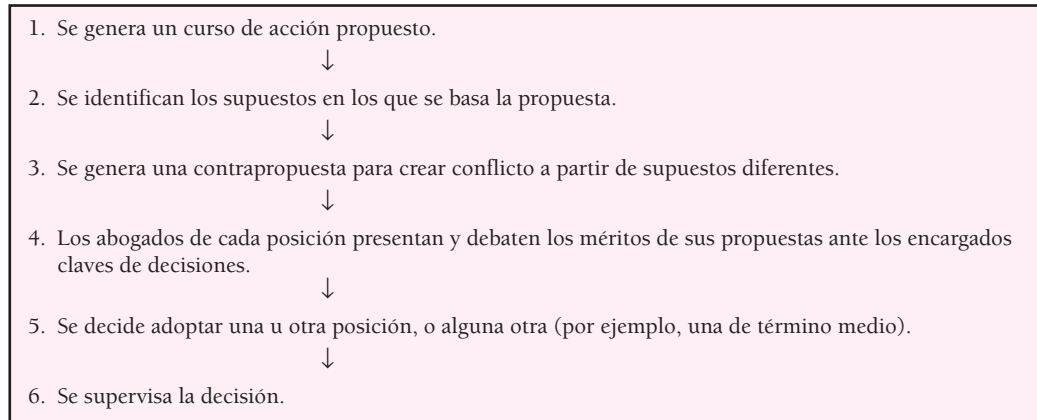 1. Se genera un curso de acción propuesto.
↓
2. Se identifican los supuestos en los que se basa la propuesta.
↓
3. Se genera una contrapropuesta para crear conflicto a partir de supuestos diferentes.
↓
4. Los abogados de cada posición presentan y debaten los méritos de sus propuestas ante los encargados
claves de decisiones.
↓
5. Se decide adoptar una u otra posición, o alguna otra (por ejemplo, una de término medio).
↓
6. Se supervisa la decisión.